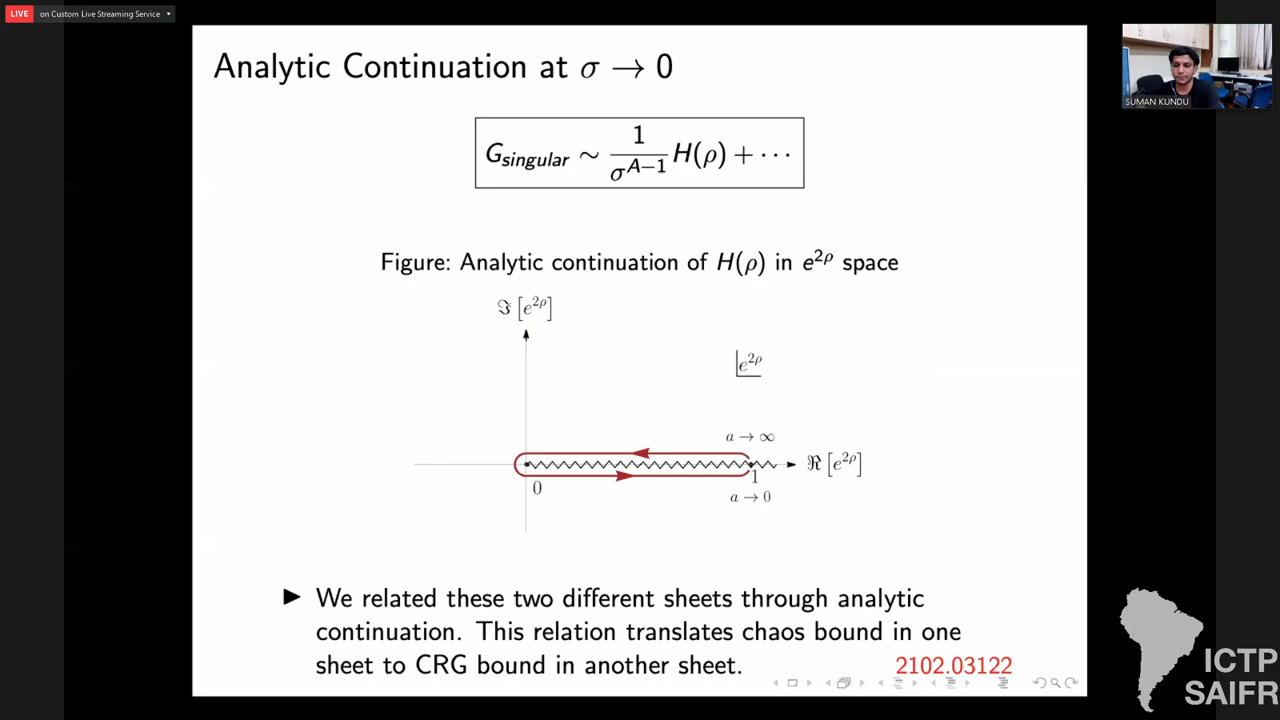 LIVE on Custom Live Streaming Service
SUMAN KUNDU
Analytic Continuation at σ → 0
G_singular ∼ 1/σ^{A−1} H(ρ) + ⋯
Figure: Analytic continuation of H(ρ) in e^{2ρ} space
ℑ [e^{2ρ}]
e^{2ρ}
a → ∞
ℜ [e^{2ρ}]
0
1
a → 0
▶ We related these two different sheets through analytic
continuation. This relation translates chaos bound in one
sheet to CRG bound in another sheet.
2102.03122
ICTP
SAIFR